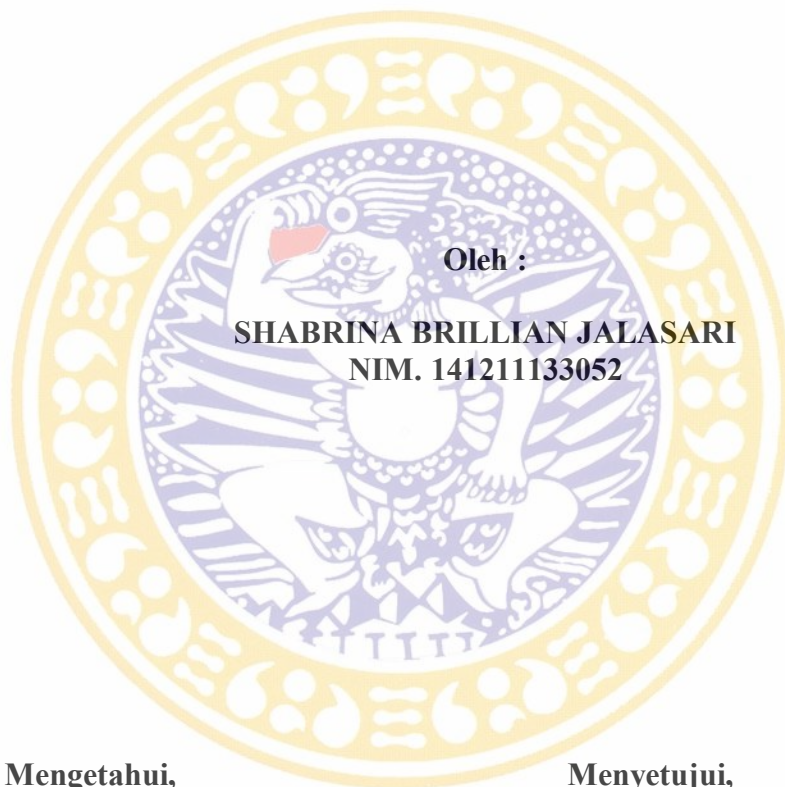 Oleh :
SHABRINA BRILLIAN JALASARI
NIM. 141211133052
Mengetahui,
Menyetujui,